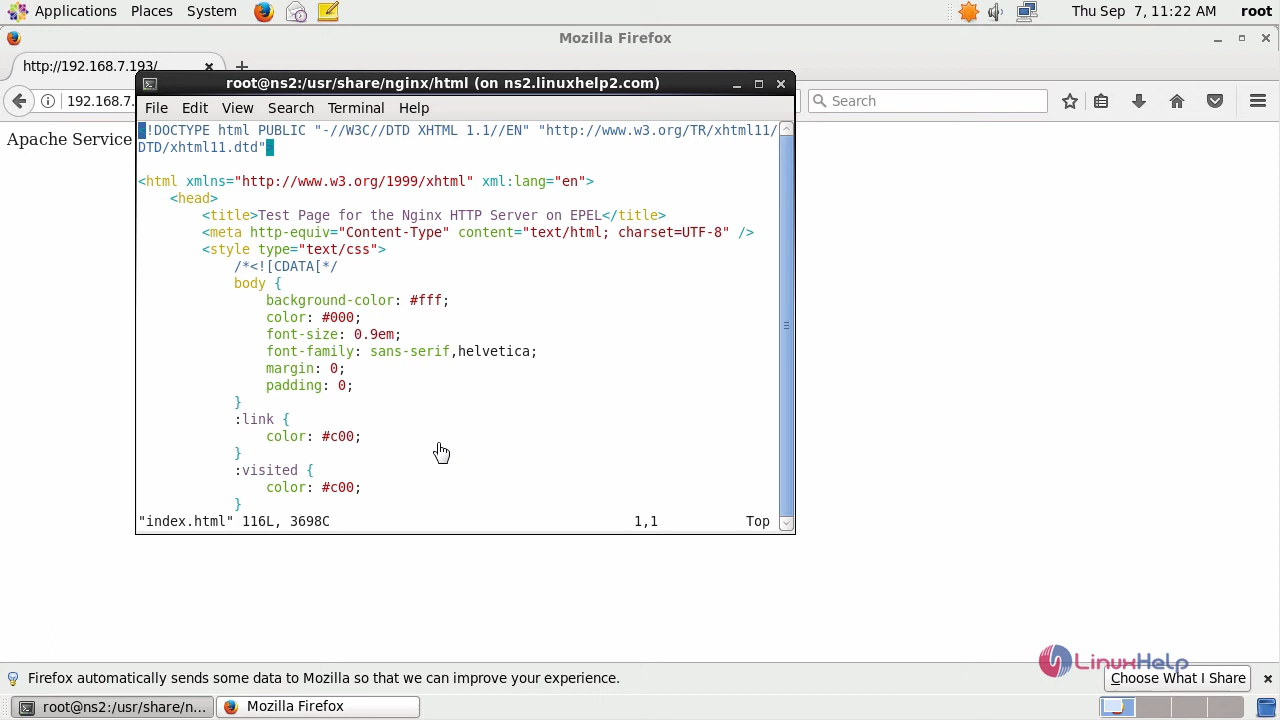 Applications Places System Thu Sep 7, 11:22 AM root
Mozilla Firefox
http://192.168.7.193/
root@ns2:/usr/share/nginx/html (on ns2.linuxhelp2.com)
192.168.7. Search
File Edit View Search Terminal Help
Apache Service
<!DOCTYPE html PUBLIC "-//W3C//DTD XHTML 1.1//EN" "http://www.w3.org/TR/xhtml11/
DTD/xhtml11.dtd">
<html xmlns="http://www.w3.org/1999/xhtml" xml:lang="en">
<head>
<title>Test Page for the Nginx HTTP Server on EPEL</title>
<meta http-equiv="Content-Type" content="text/html; charset=UTF-8" />
<style type="text/css">
/*<![CDATA[*/
body {
background-color: #fff;
color: #000;
font-size: 0.9em;
font-family: sans-serif,helvetica;
margin: 0;
padding: 0;
}
:link {
color: #c00;
}
:visited {
color: #c00;
}
"index.html" 116L, 3698C 1,1 Top
LinuxHelp
Firefox automatically sends some data to Mozilla so that we can improve your experience. Choose What I Share
root@ns2:/usr/share/n... Mozilla Firefox